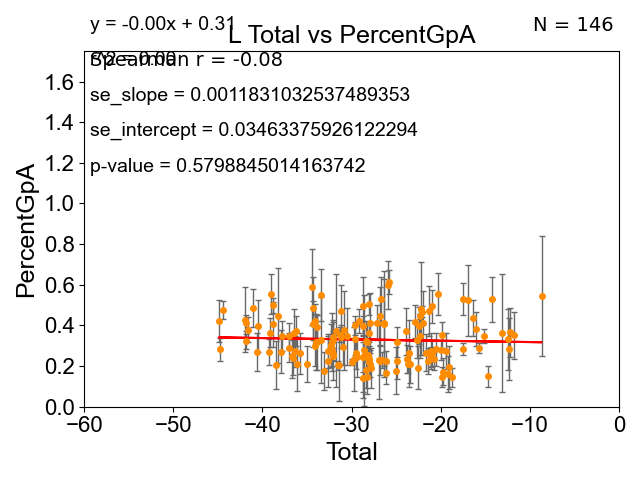 y = -0.00x + 0.31
N = 146
L Total vs PercentGpA
Spearman r = -0.08
se_slope = 0.0011831032537489353
se_intercept = 0.03463375926122294
p-value = 0.5798845014163742
PercentGpA
1.6
1.4
1.2
1.0
0.8
0.6
0.4
0.2
0.0
−60 −50 −40 −30 −20 −10 0
Total